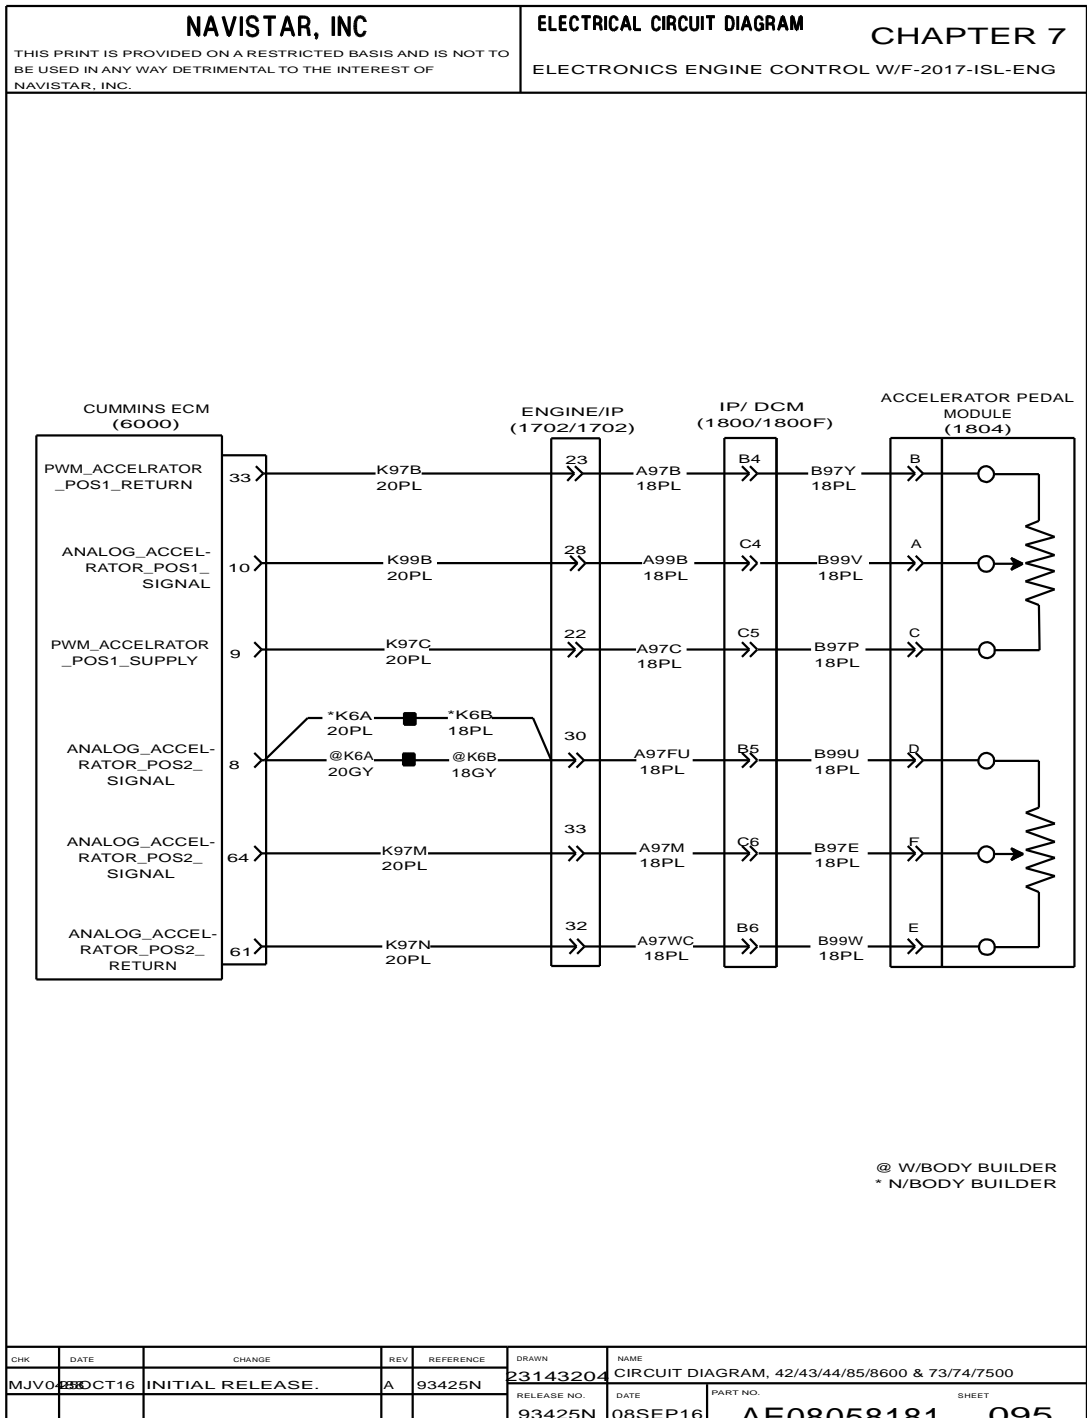 NAVISTAR, INC
THIS PRINT IS PROVIDED ON A RESTRICTED BASIS AND IS NOT TO
BE USED IN ANY WAY DETRIMENTAL TO THE INTEREST OF
NAVISTAR, INC.
ELECTRICAL CIRCUIT DIAGRAM
CHAPTER 7
ELECTRONICS ENGINE CONTROL W/F-2017-ISL-ENG
CUMMINS ECM
(6000)
ENGINE/IP
(1702/1702)
IP/ DCM
(1800/1800F)
ACCELERATOR PEDAL
MODULE
(1804)
PWM_ACCELRATOR
_POS1_RETURN
33
K97B
20PL
23
A97B
18PL
B4
B97Y
18PL
B
ANALOG_ACCEL-
RATOR_POS1_
SIGNAL
10
K99B
20PL
28
A99B
18PL
C4
B99V
18PL
A
PWM_ACCELRATOR
_POS1_SUPPLY
9
K97C
20PL
22
A97C
18PL
C5
B97P
18PL
C
*K6A
20PL
*K6B
18PL
ANALOG_ACCEL-
RATOR_POS2_
SIGNAL
8
@K6A
20GY
@K6B
18GY
30
A97FU
18PL
B5
B99U
18PL
D
ANALOG_ACCEL-
RATOR_POS2_
SIGNAL
64
K97M
20PL
33
A97M
18PL
C6
B97E
18PL
F
ANALOG_ACCEL-
RATOR_POS2_
RETURN
61
K97N
20PL
32
A97WC
18PL
B6
B99W
18PL
E
@ W/BODY BUILDER
* N/BODY BUILDER
CHK DATE CHANGE REV REFERENCE DRAWN NAME
OCT16 INITIAL RELEASE. A 93425N 23143204 CIRCUIT DIAGRAM, 42/43/44/85/8600 & 73/74/7500
RELEASE NO. DATE PART NO. SHEET
93425N 08SEP16 AE08058181 095